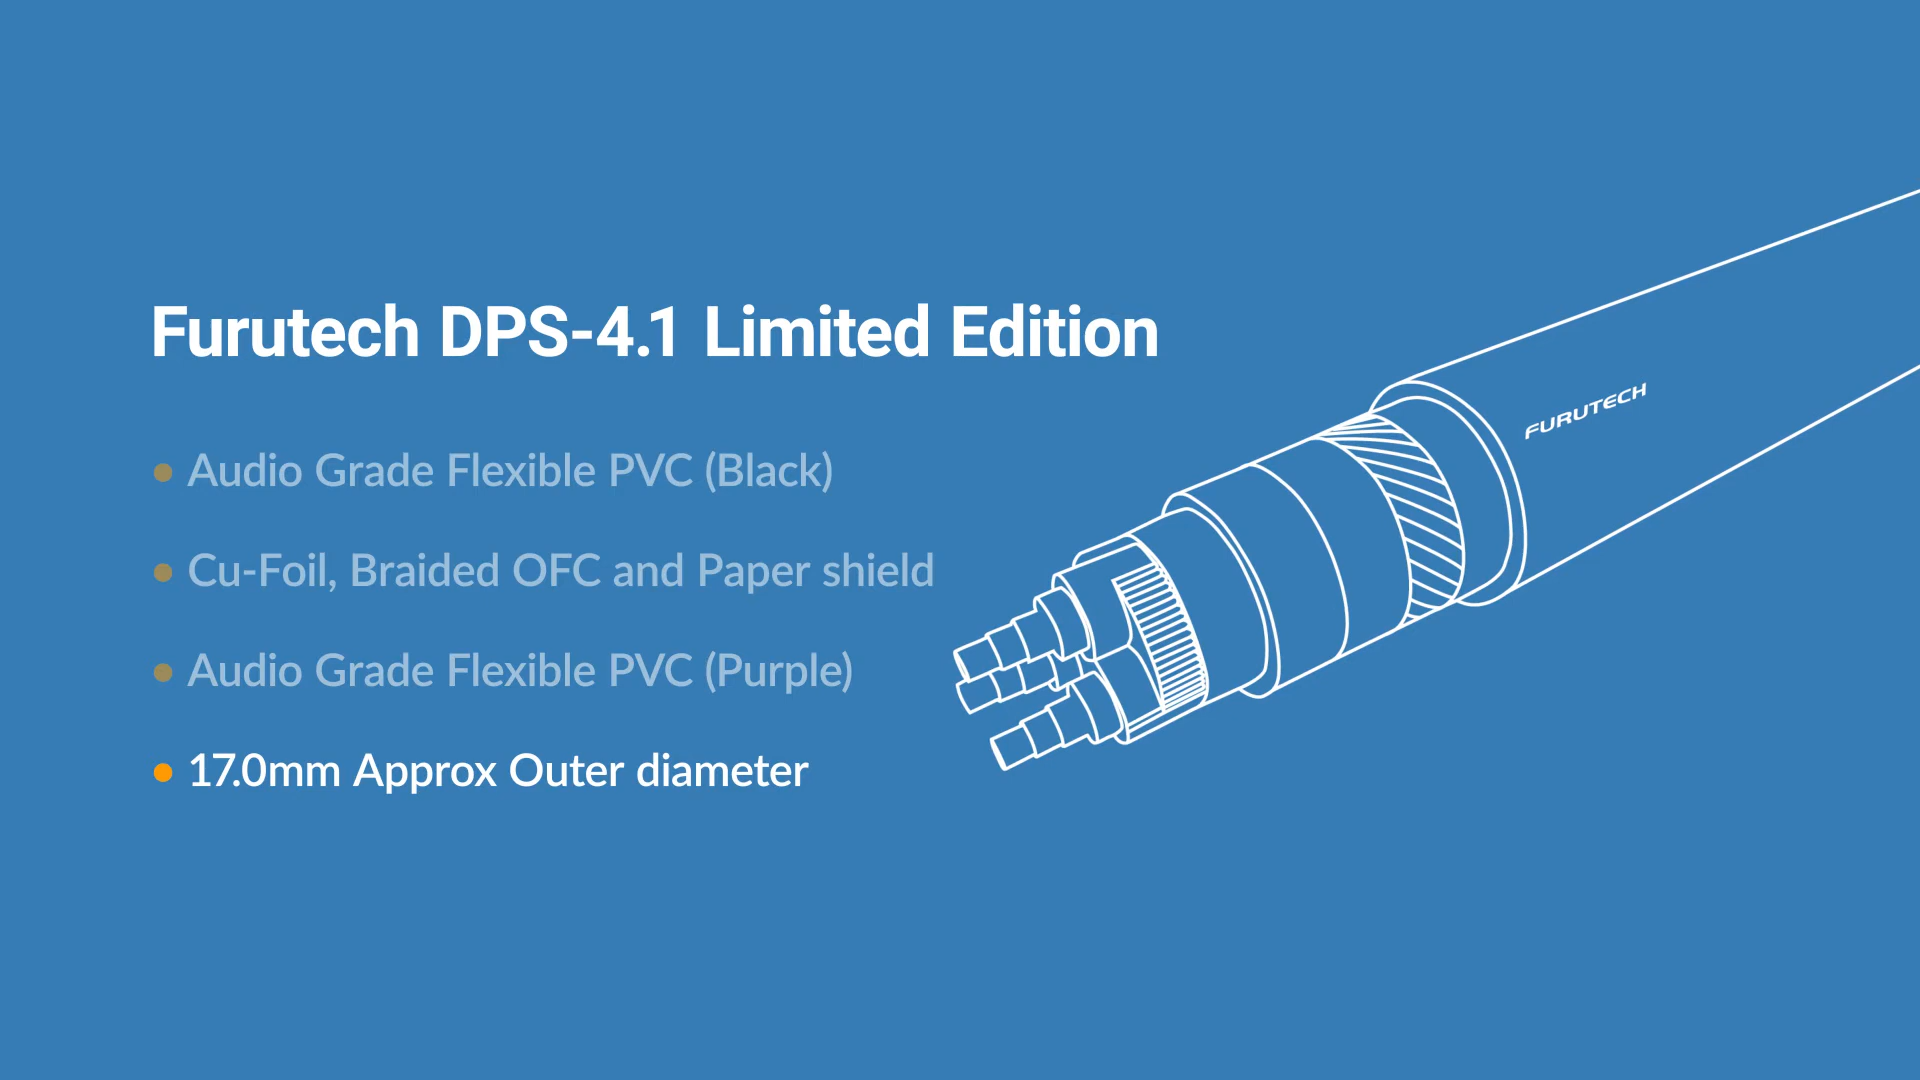 Furutech DPS-4.1 Limited Edition
FURUTECH
Audio Grade Flexible PVC (Black)
Cu-Foil, Braided OFC and Paper shield
Audio Grade Flexible PVC (Purple)
17.0mm Approx Outer diameter